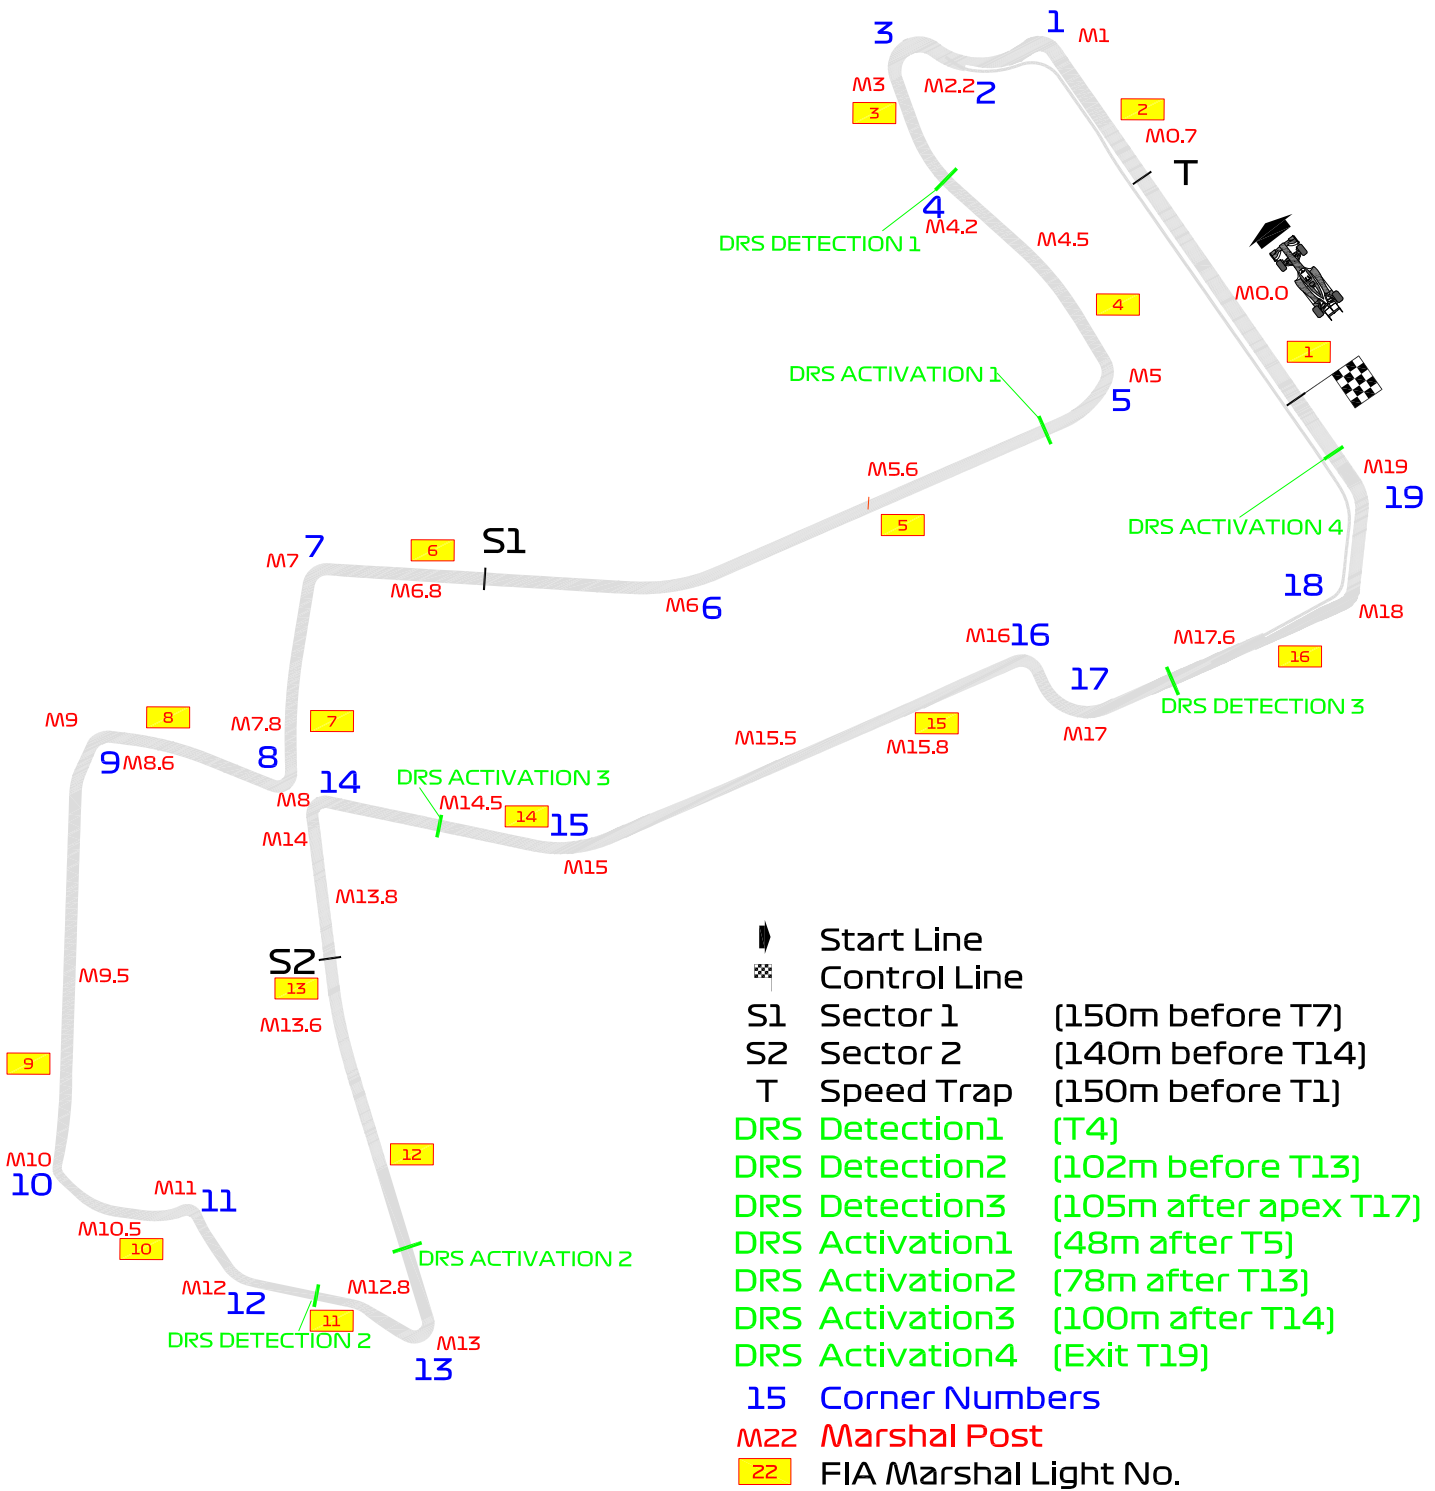 3
1
M1
M3
M2.2
2
3
2
M0.7
T
4
M4.2
DRS DETECTION 1
M4.5
M0.0
4
1
DRS ACTIVATION 1
M5
5
M5.6
M19
19
5
DRS ACTIVATION 4
S1
7
6
M7
M6.8
M6
6
18
M18
M16
16
M17.6
16
17
DRS DETECTION 3
M17
M9
8
M7.8
7
15
M15.5
M15.8
9
M8.6
8
14
DRS ACTIVATION 3
M8
M14.5
14
15
M14
M15
M13.8
S2
M9.5
13
M13.6
9
12
M10
10
M11
11
M10.5
10
DRS ACTIVATION 2
M12
12
M12.8
11
DRS DETECTION 2
M13
13
Start Line
Control Line
S1 Sector 1 (150m before T7)
S2 Sector 2 (140m before T14)
T Speed Trap (150m before T1)
DRS Detection1 (T4)
DRS Detection2 (102m before T13)
DRS Detection3 (105m after apex T17)
DRS Activation1 (48m after T5)
DRS Activation2 (78m after T13)
DRS Activation3 (100m after T14)
DRS Activation4 (Exit T19)
15 Corner Numbers
M22 Marshal Post
22 FIA Marshal Light No.